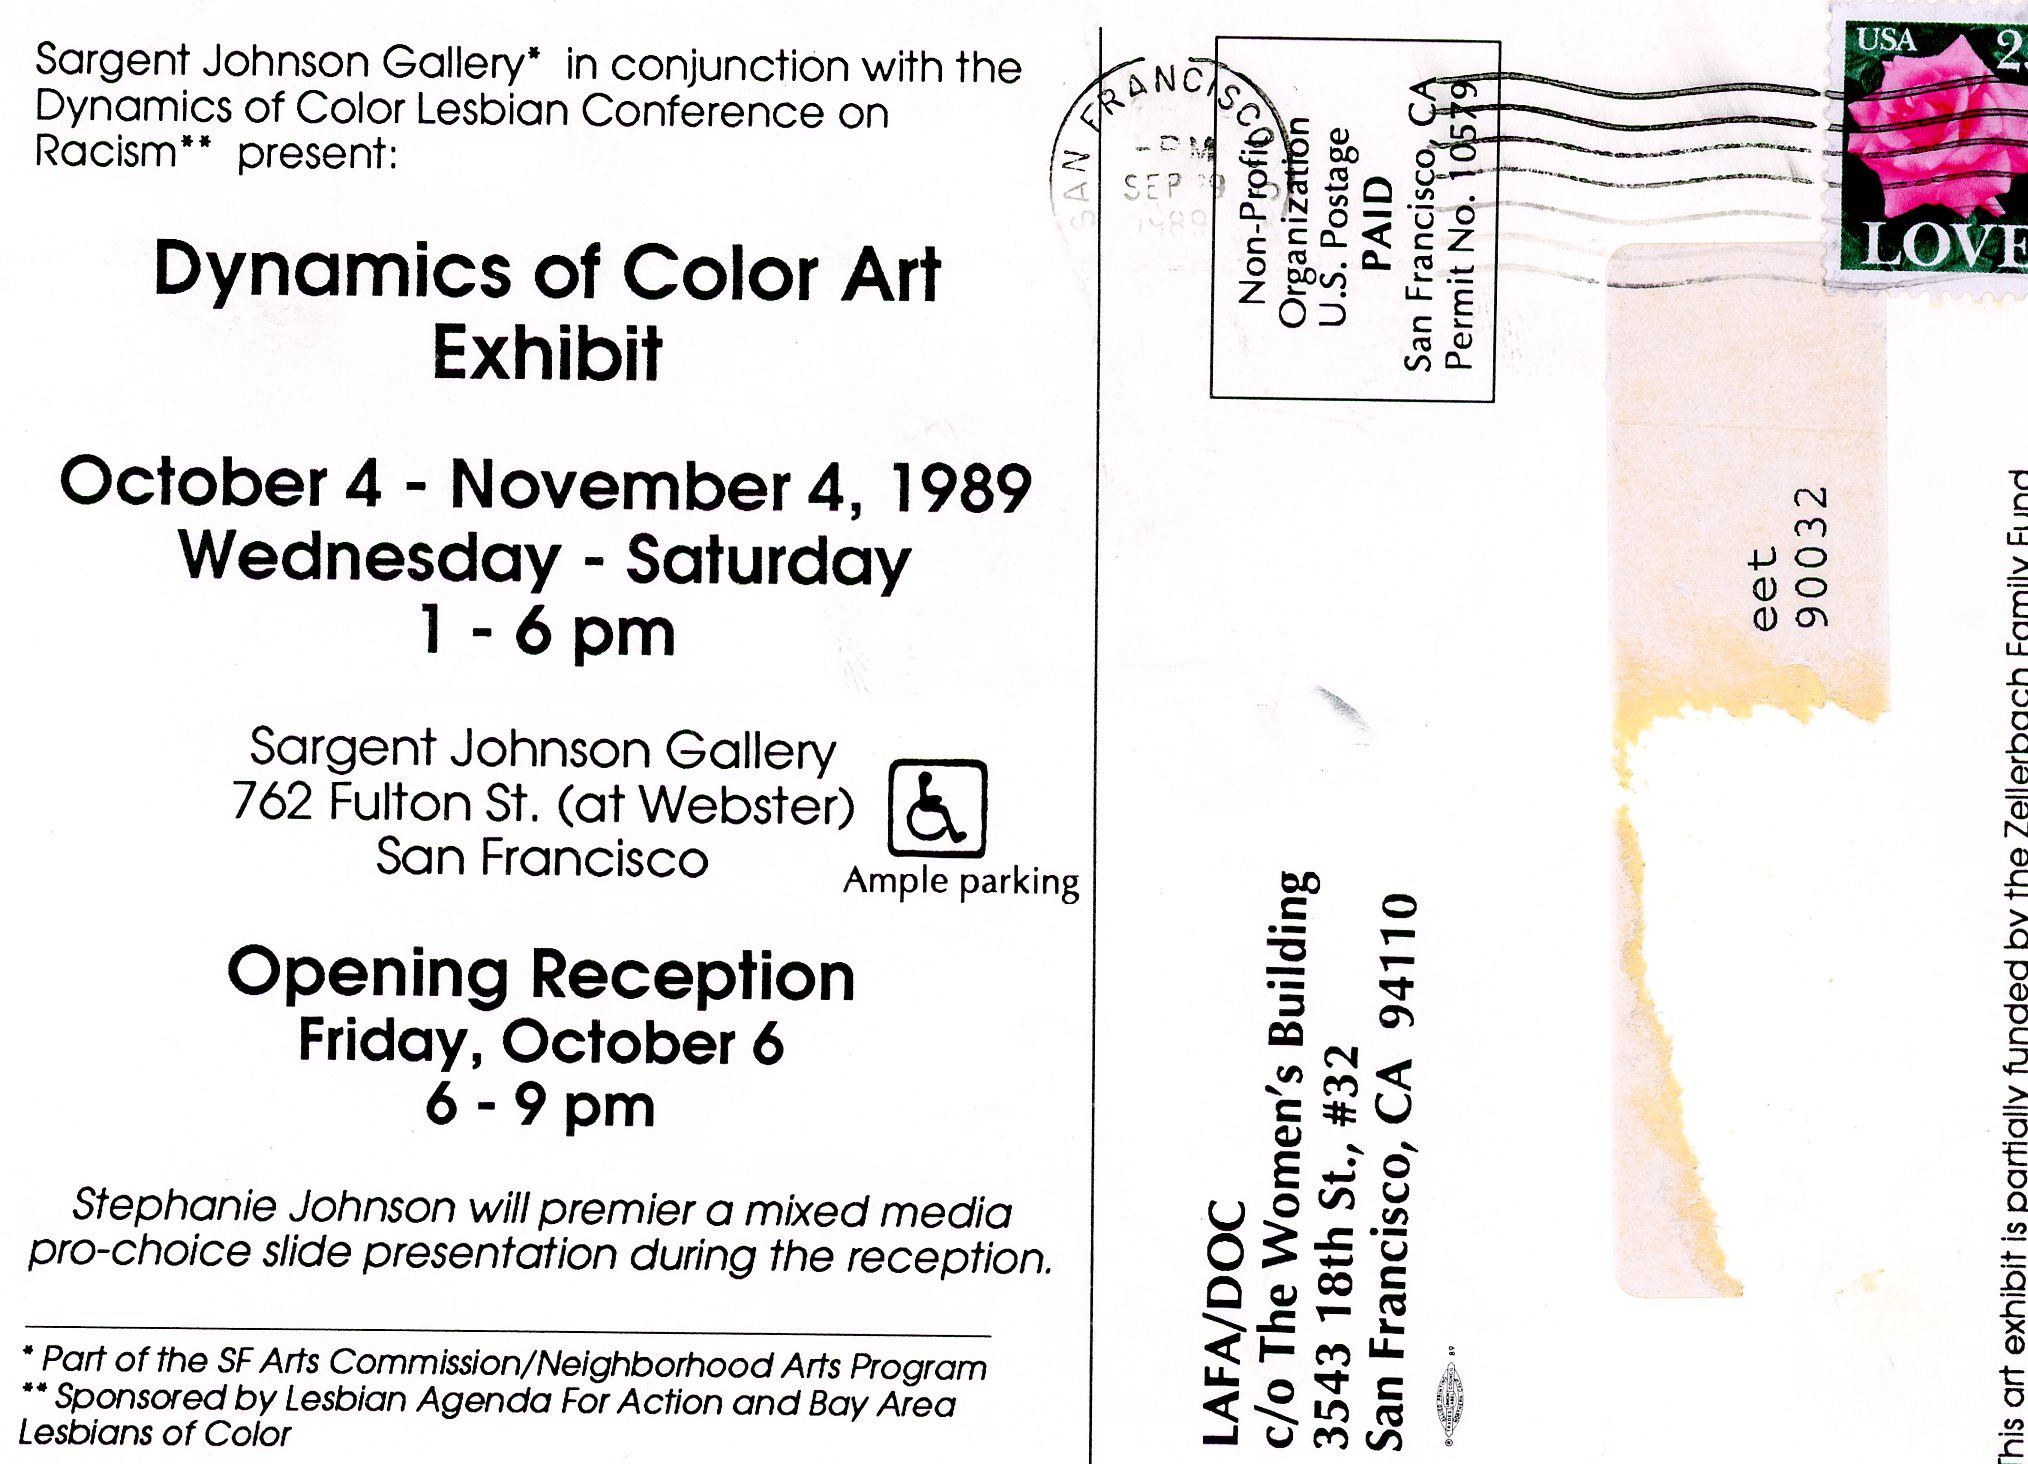 Sargent Johnson Gallery* in conjunction with the
Dynamics of Color Lesbian Conference on
Racism** present:
Dynamics of Color Art
Exhibit
October 4 - November 4, 1989
Wednesday - Saturday
1 - 6 pm
Sargent Johnson Gallery
762 Fulton St. (at Webster)
San Francisco
Ample parking
Opening Reception
Friday, October 6
6 - 9 pm
Stephanie Johnson will premier a mixed media
pro-choice slide presentation during the reception.
* Part of the SF Arts Commission/Neighborhood Arts Program
** Sponsored by Lesbian Agenda For Action and Bay Area
Lesbians of Color
SAN FRANCISCO
PM
SEP
1989
Non-Profit
Organization
U.S. Postage
PAID
San Francisco, CA
Permit No. 10579
USA 2
LOVE
eet
90032
LAFA/DOC
c/o The Women's Building
3543 18th St., #32
San Francisco, CA 94110
89
This art exhibit is partially funded by the Zellerbach Family Fund